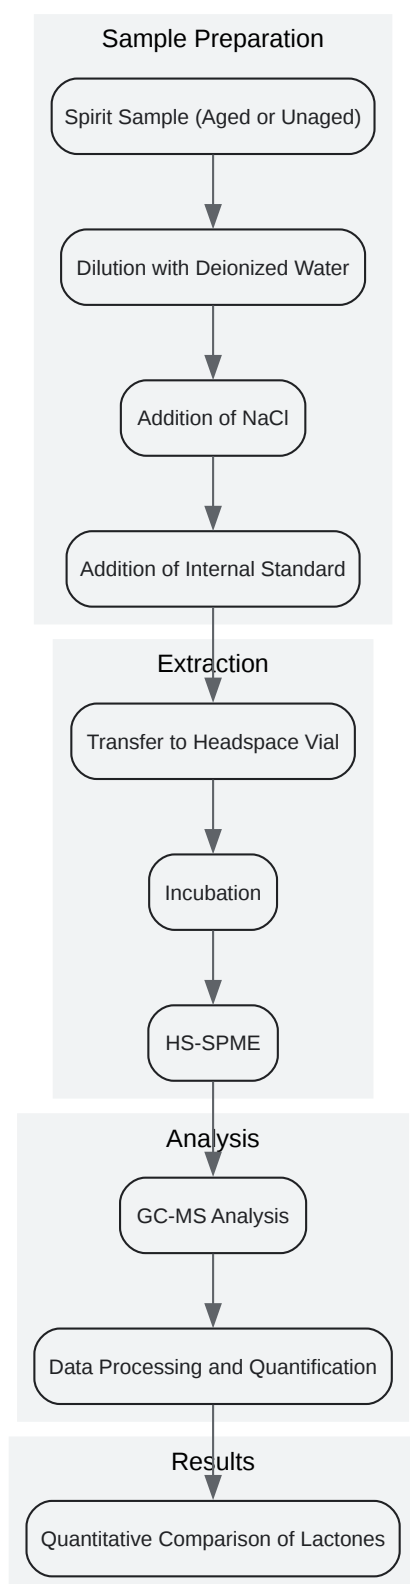 Sample Preparation
Spirit Sample (Aged or Unaged)
Dilution with Deionized Water
Addition of NaCl
Addition of Internal Standard
Extraction
Transfer to Headspace Vial
Incubation
HS-SPME
Analysis
GC-MS Analysis
Data Processing and Quantification
Results
Quantitative Comparison of Lactones